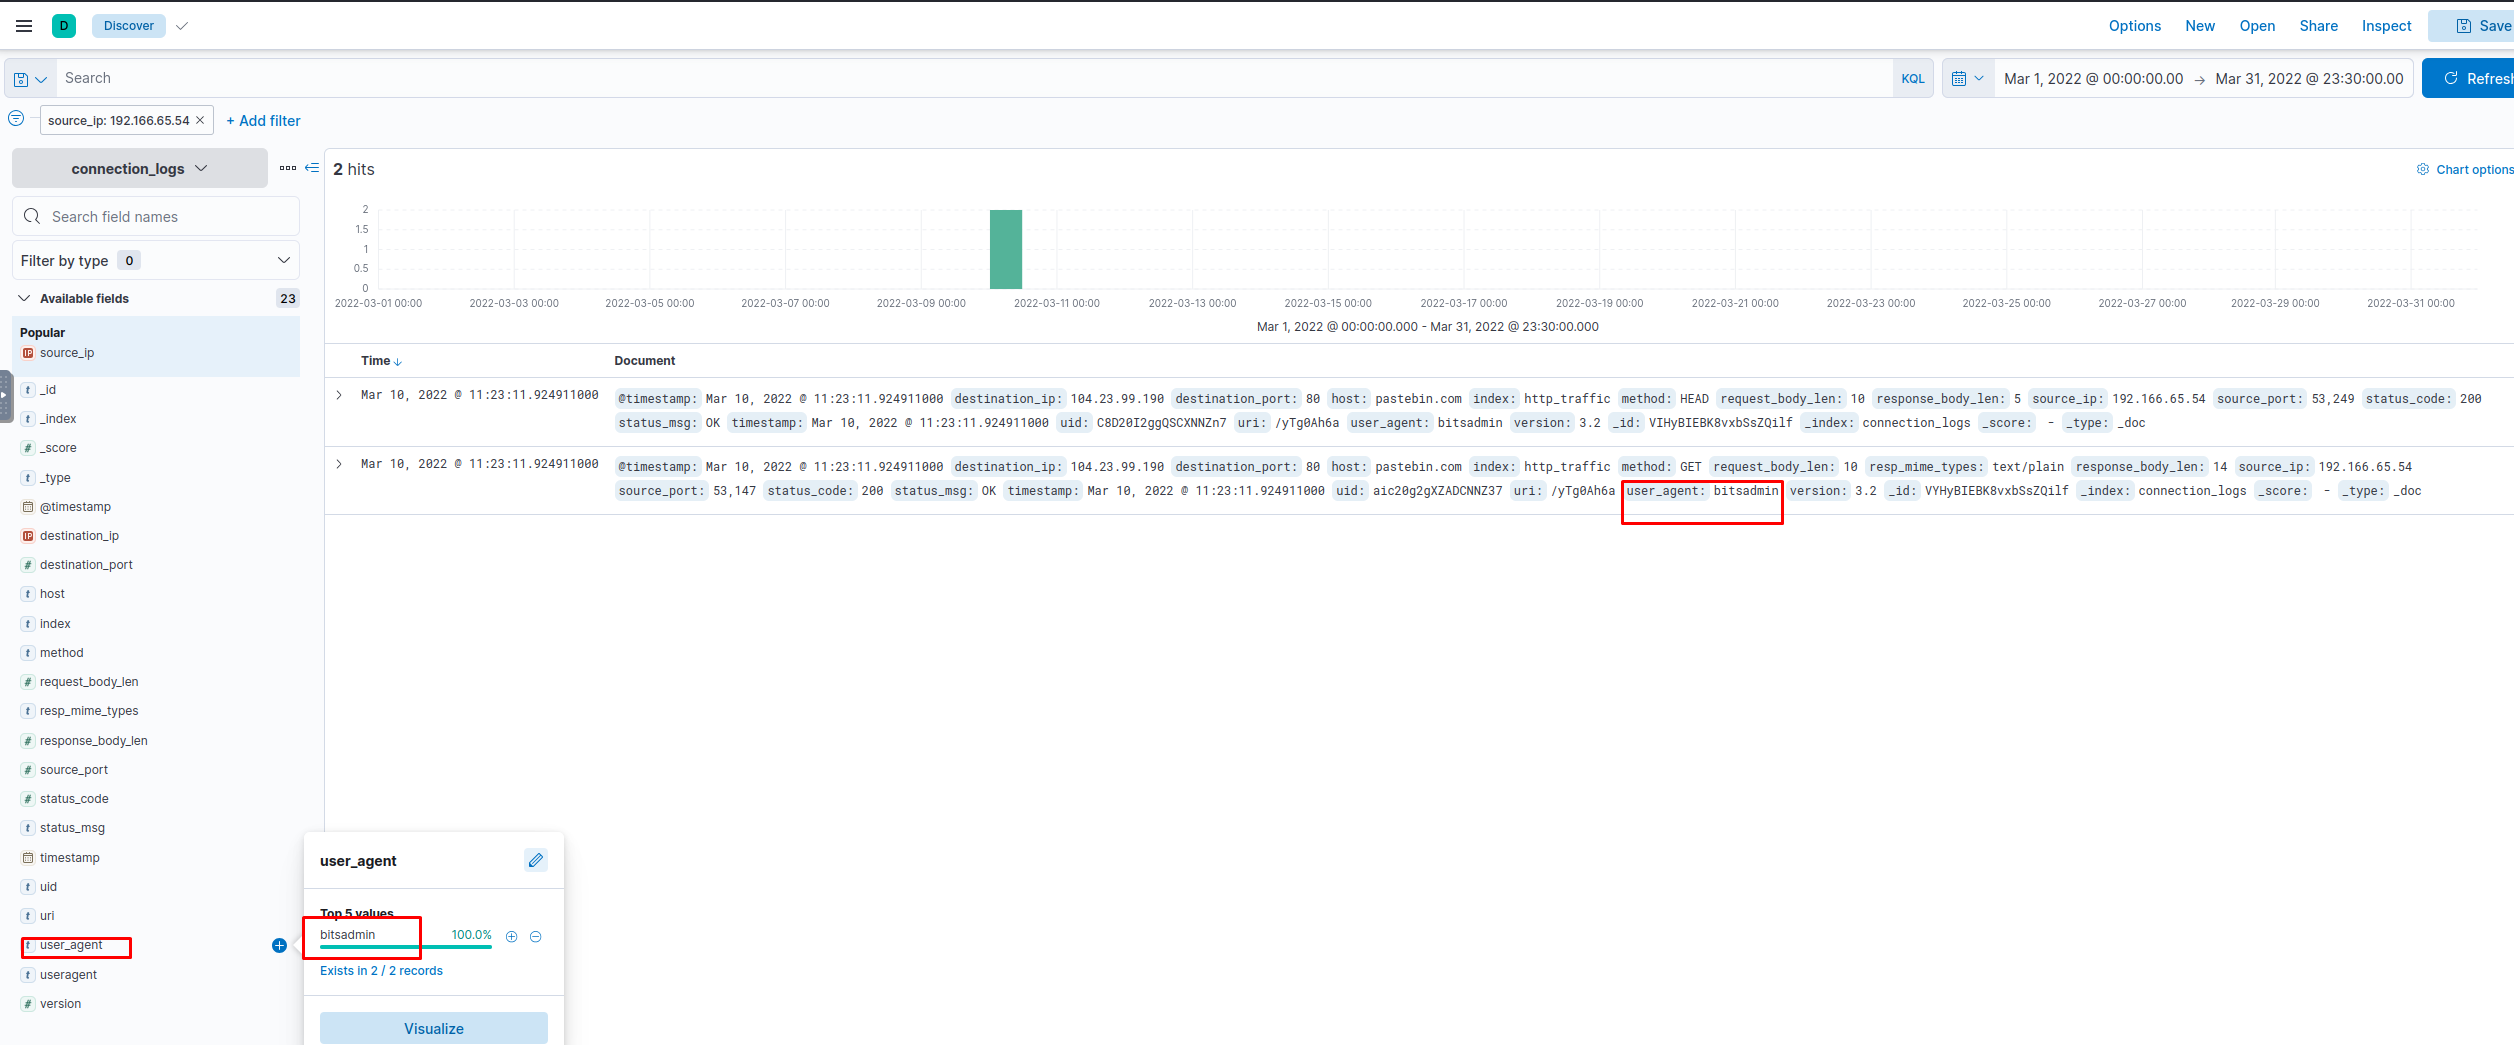 D Discover Options New Open Share Inspect Save
Search KQL Mar 1, 2022 @ 00:00:00.00 → Mar 31, 2022 @ 23:30:00.00 Refresh
source_ip: 192.166.65.54 × + Add filter
connection_logs
2 hits
Chart options
Search field names
Filter by type 0
Available fields 23
Popular
source_ip
_id
_index
_score
_type
@timestamp
destination_ip
destination_port
host
index
method
request_body_len
resp_mime_types
response_body_len
source_port
status_code
status_msg
timestamp
uid
uri
user_agent
useragent
version
2
1.5
1
0.5
0
2022-03-01 00:00 2022-03-03 00:00 2022-03-05 00:00 2022-03-07 00:00 2022-03-09 00:00 2022-03-11 00:00 2022-03-13 00:00 2022-03-15 00:00 2022-03-17 00:00 2022-03-19 00:00 2022-03-21 00:00 2022-03-23 00:00 2022-03-25 00:00 2022-03-27 00:00 2022-03-29 00:00 2022-03-31 00:00
Mar 1, 2022 @ 00:00:00.000 - Mar 31, 2022 @ 23:30:00.000
Time ↓ Document
Mar 10, 2022 @ 11:23:11.924911000 @timestamp: Mar 10, 2022 @ 11:23:11.924911000 destination_ip: 104.23.99.190 destination_port: 80 host: pastebin.com index: http_traffic method: HEAD request_body_len: 10 response_body_len: 5 source_ip: 192.166.65.54 source_port: 53,249 status_code: 200
status_msg: OK timestamp: Mar 10, 2022 @ 11:23:11.924911000 uid: C8D20I2ggQSCXNNZn7 uri: /yTg0Ah6a user_agent: bitsadmin version: 3.2 _id: VIHyBIEBK8vxbSsZQilf _index: connection_logs _score: - _type: _doc
Mar 10, 2022 @ 11:23:11.924911000 @timestamp: Mar 10, 2022 @ 11:23:11.924911000 destination_ip: 104.23.99.190 destination_port: 80 host: pastebin.com index: http_traffic method: GET request_body_len: 10 resp_mime_types: text/plain response_body_len: 14 source_ip: 192.166.65.54
source_port: 53,147 status_code: 200 status_msg: OK timestamp: Mar 10, 2022 @ 11:23:11.924911000 uid: aic20g2gXZADCNNZ37 uri: /yTg0Ah6a user_agent: bitsadmin version: 3.2 _id: VYHyBIEBK8vxbSsZQilf _index: connection_logs _score: - _type: _doc
user_agent
Top 5 values
bitsadmin 100.0%
Exists in 2 / 2 records
Visualize